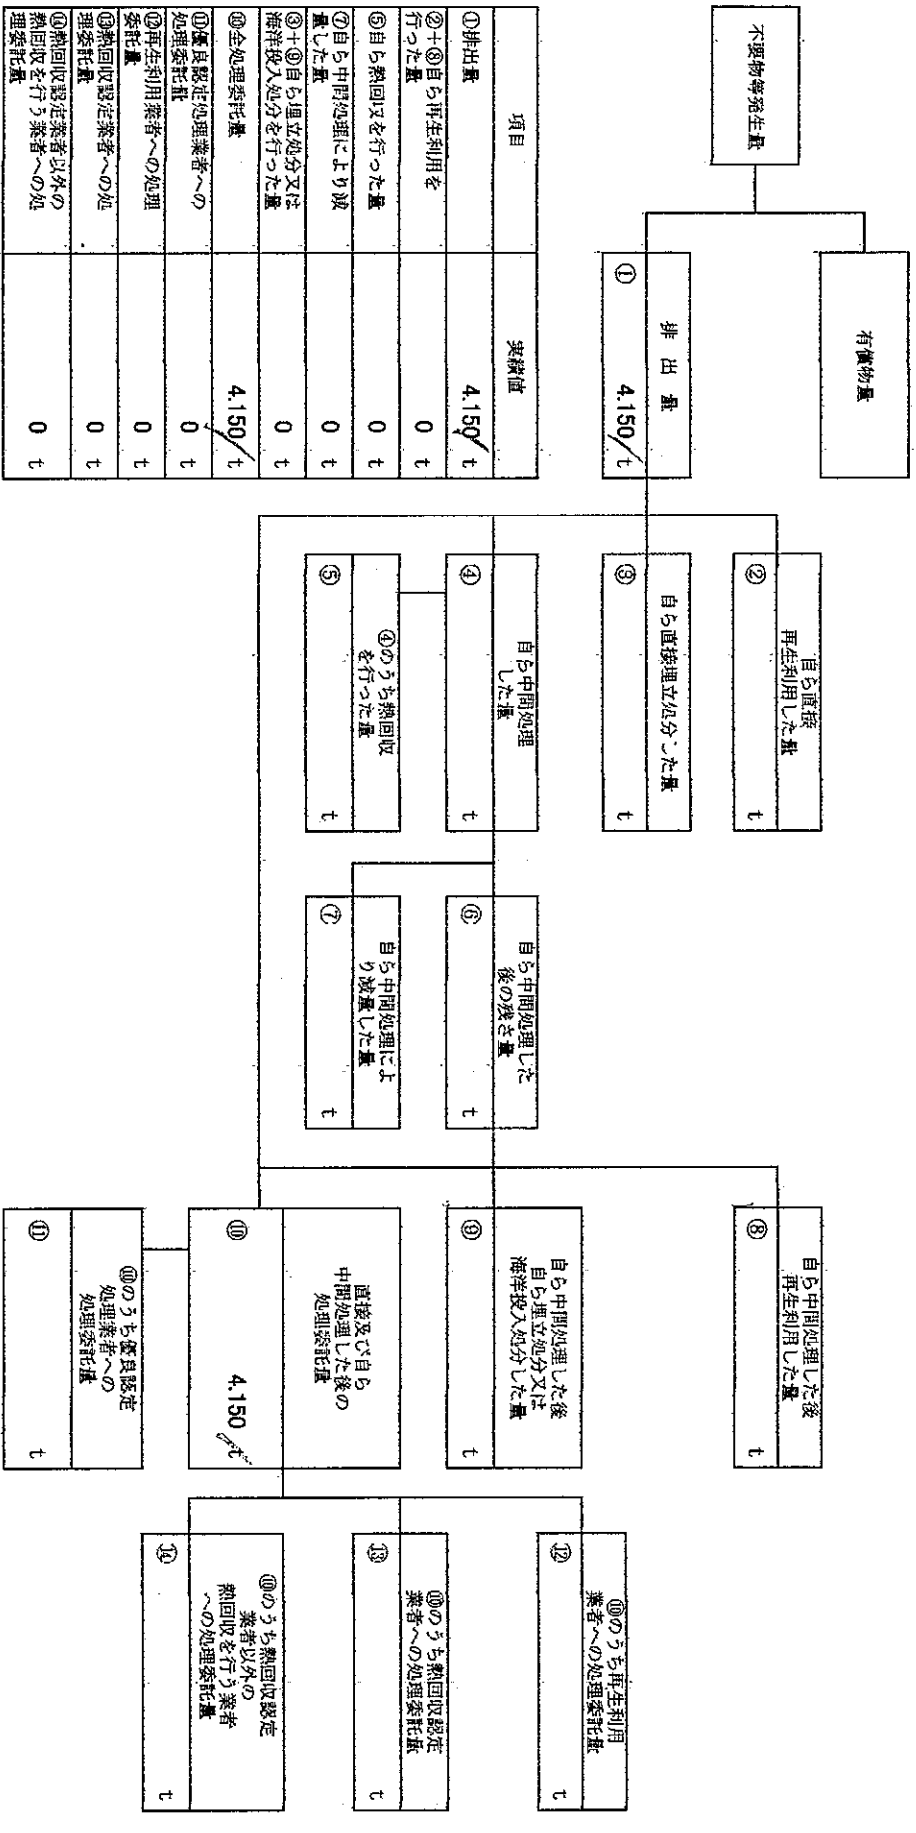 不要物等発生量
有償物量
排出量
① 4.150 t
自ら直接
再生利用した量
② t
自ら直接埋立処分した量
③ t
自ら中間処理
した量
④ t
④のうち熱回収
を行った量
⑤ t
自ら中間処理した
後の残さ量
⑥ t
自ら中間処理によ
り減量した量
⑦ t
自ら中間処理した後
再生利用した量
⑧ t
自ら中間処理した後
自ら埋立処分又は
海洋投入処分した量
⑨ t
直接及び自ら
中間処理した後の
処理委託量
⑩ 4.150 t
⑩のうち優良認定
処理業者への
処理委託量
⑪ t
⑩のうち再生利用
業者への処理委託量
⑫ t
⑩のうち熱回収認定
業者への処理委託量
⑬ t
⑩のうち熱回収認定
業者以外の
熱回収を行う業者
への処理委託量
⑭ t
項目 実績値
①排出量 4.150 t
②+⑧自ら再生利用を
行った量 0 t
⑤自ら熱回収を行った量 0 t
⑦自ら中間処理により減
量した量 0 t
③+⑨自ら埋立処分又は
海洋投入処分を行った量 0 t
⑩全処理委託量 4.150 t
⑪優良認定処理業者への
処理委託量 0 t
⑫再生利用業者への処理
委託量 0 t
⑬熱回収認定業者への処
理委託量 0 t
⑭熱回収認定業者以外の
熱回収を行う業者への処
理委託量 0 t